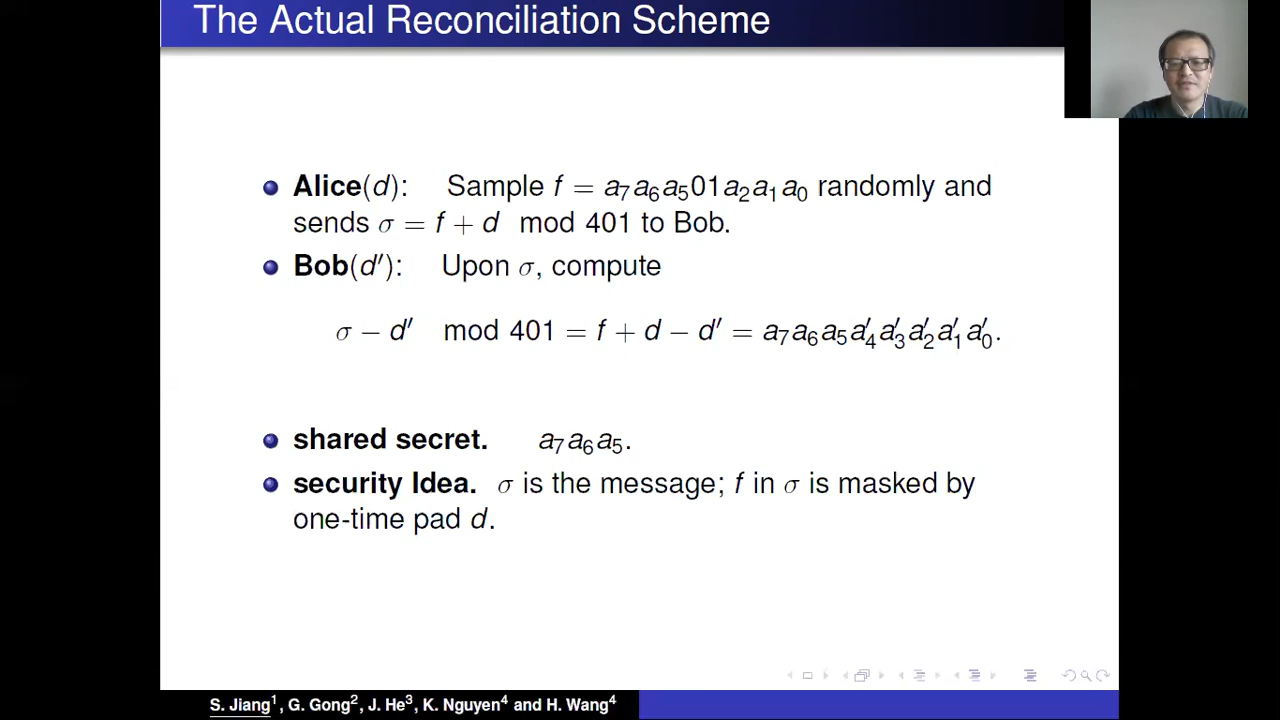 The Actual Reconciliation Scheme
Alice(d): Sample f = a₇a₆a₅01a₂a₁a₀ randomly and
sends σ = f + d mod 401 to Bob.
Bob(d′): Upon σ, compute
σ − d′ mod 401 = f + d − d′ = a₇a₆a₅a′₄a′₃a′₂a′₁a′₀.
shared secret. a₇a₆a₅.
security Idea. σ is the message; f in σ is masked by
one-time pad d.
S. Jiang¹, G. Gong², J. He³, K. Nguyen⁴ and H. Wang⁴